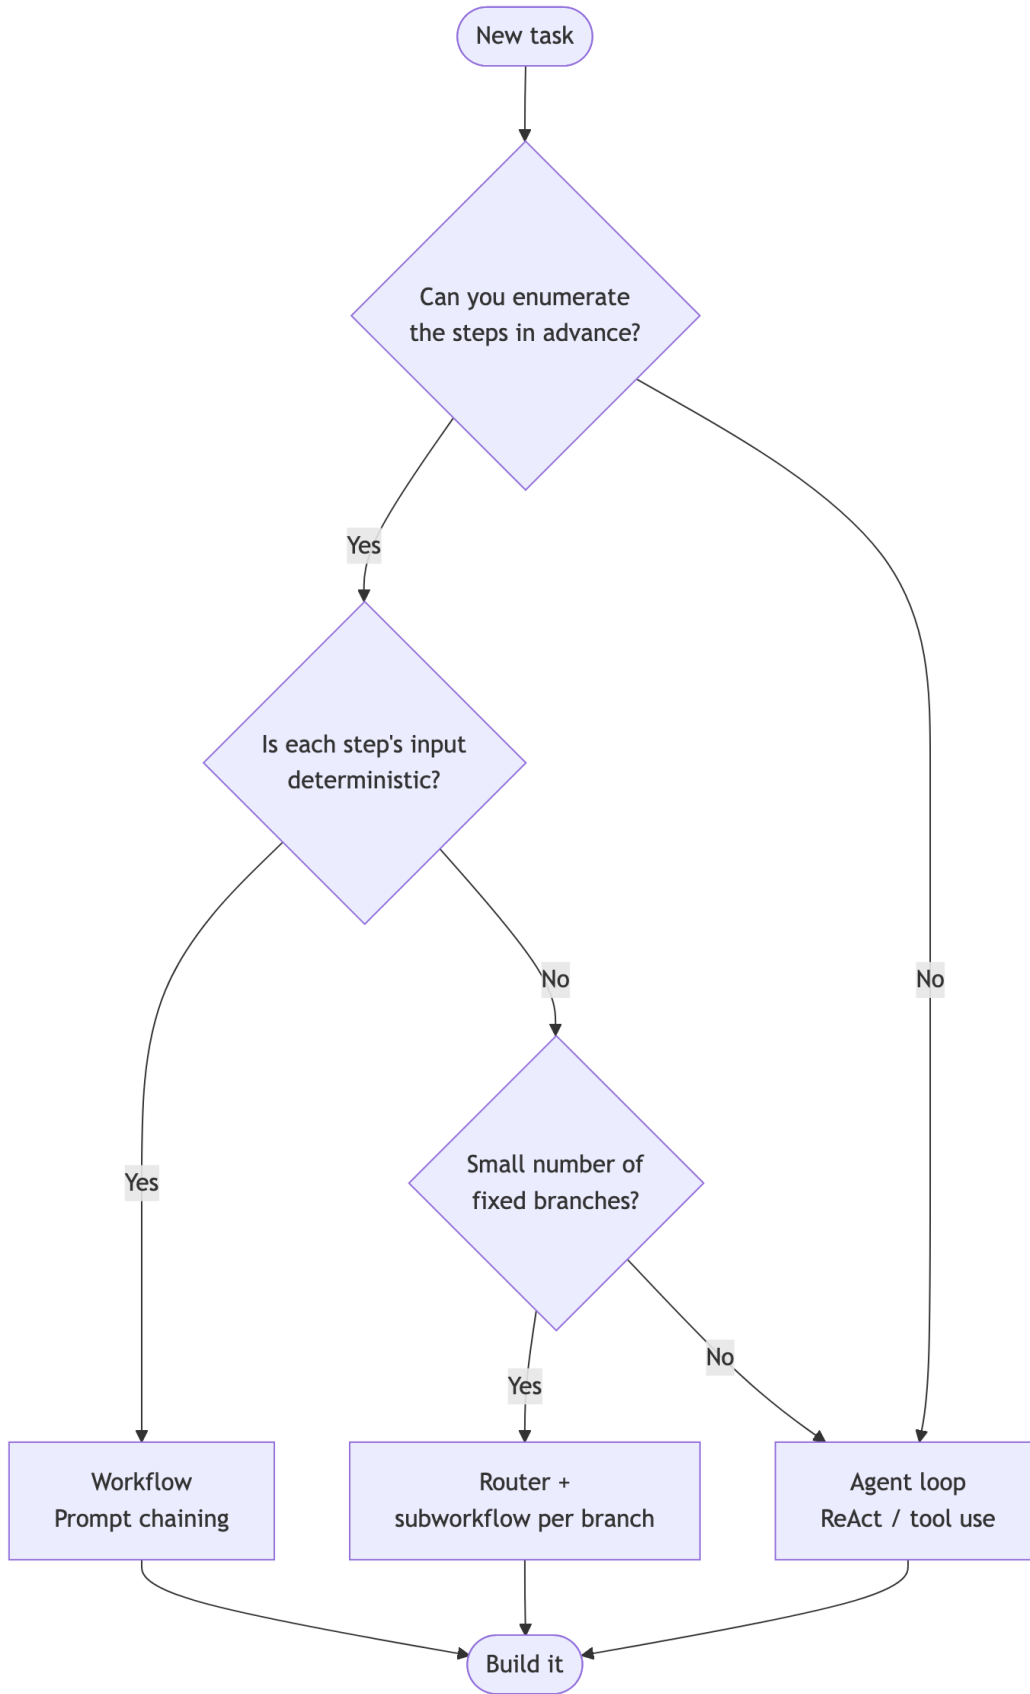 New task
Can you enumerate
the steps in advance?
Yes
Is each step's input
deterministic?
No
No
Small number of
fixed branches?
Yes
No
Yes
Workflow
Prompt chaining
Router +
subworkflow per branch
Agent loop
ReAct / tool use
Build it